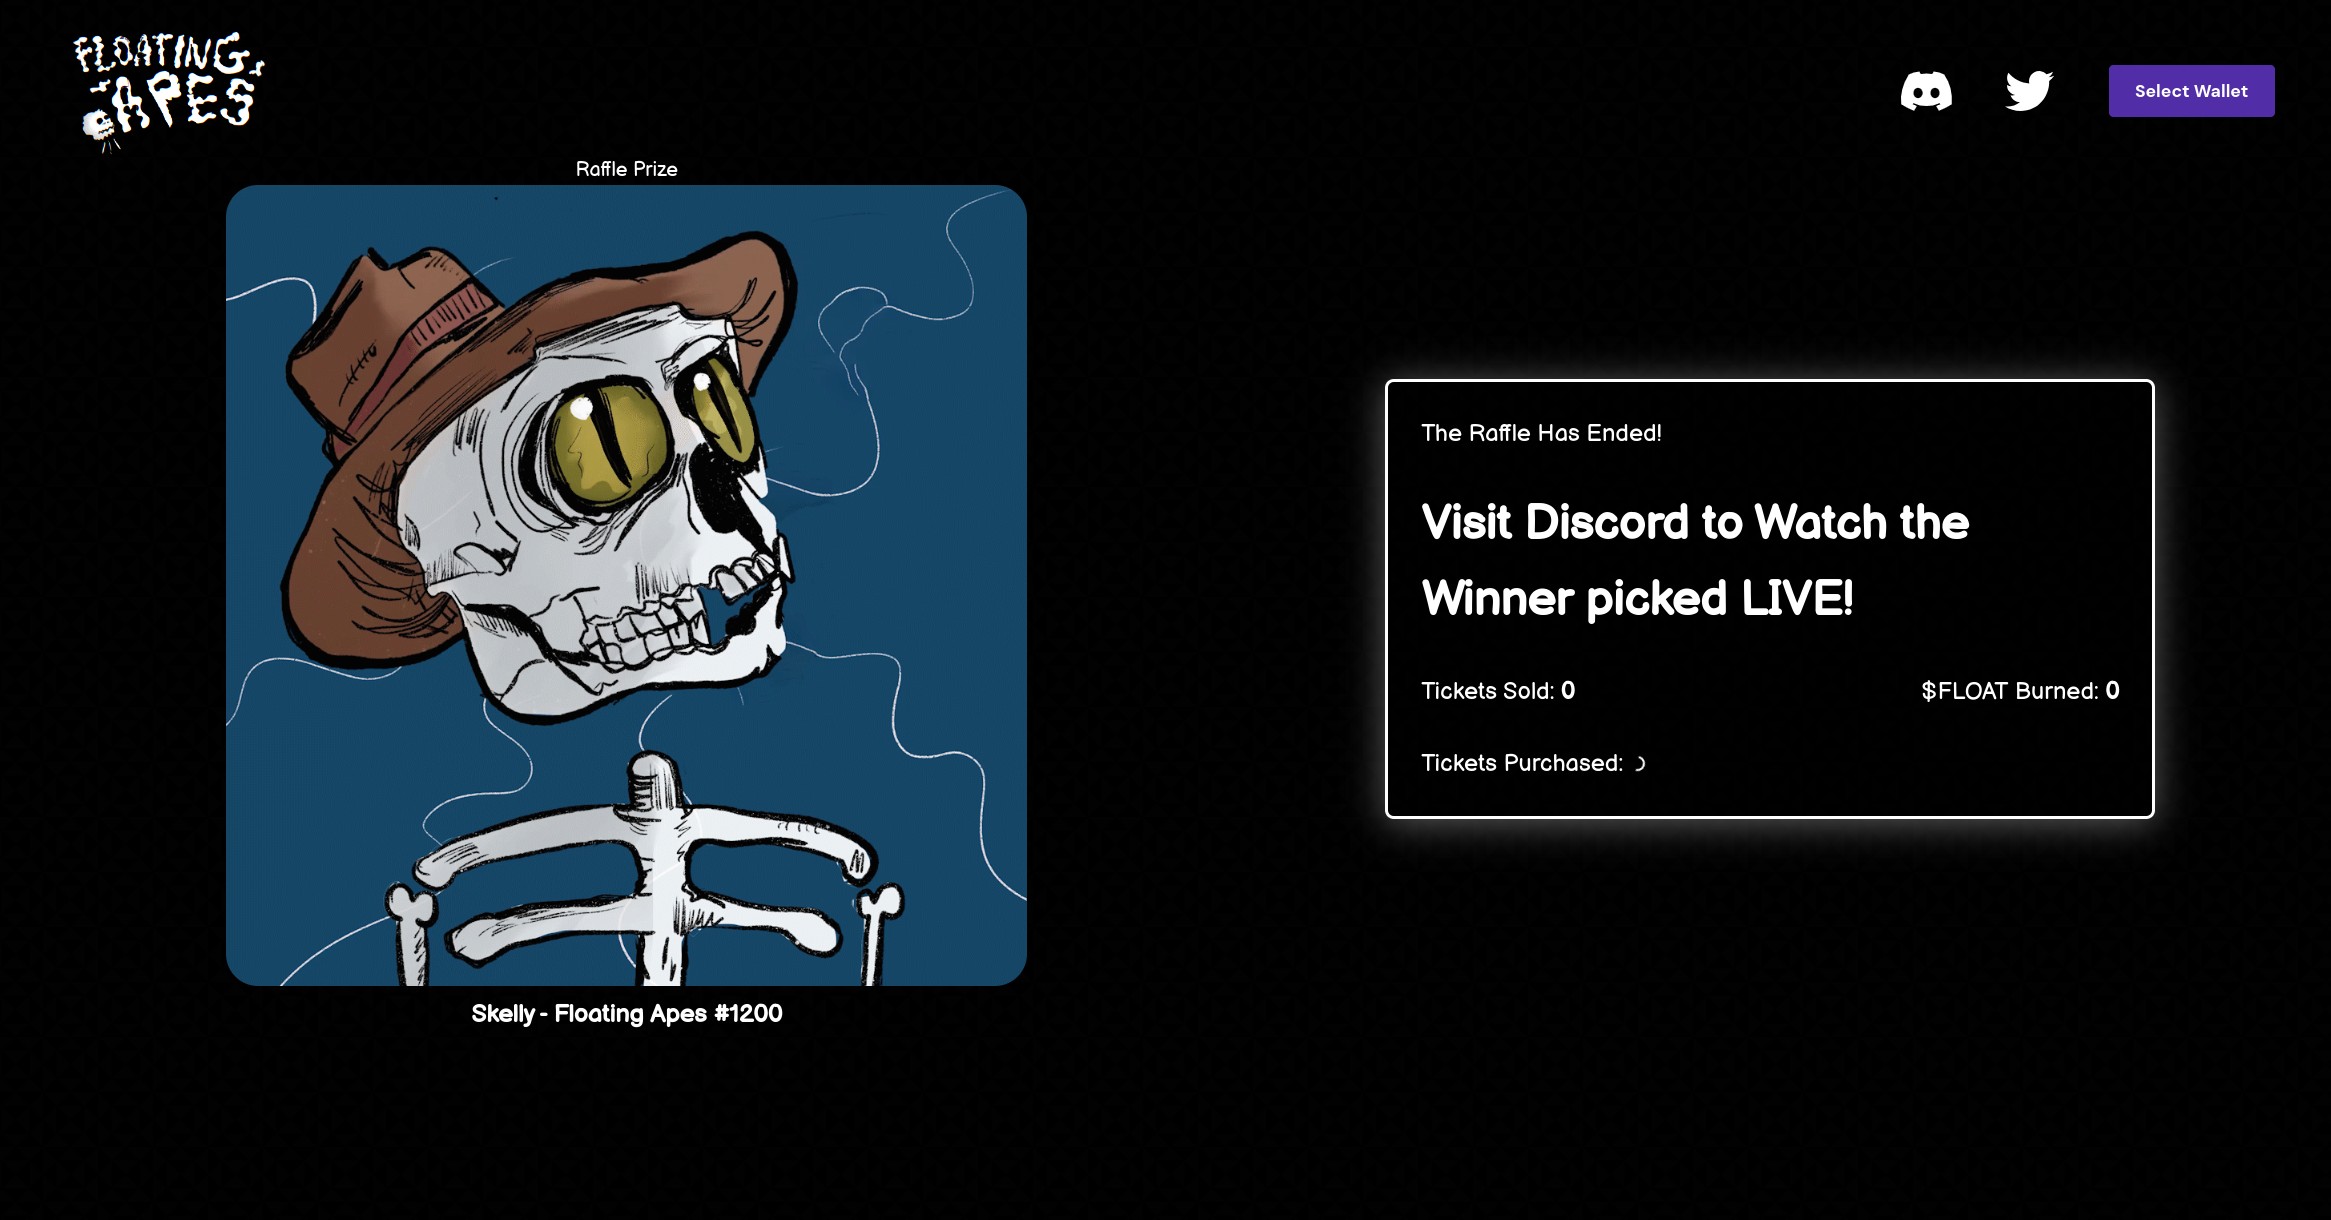 FLOATING
APES
Select Wallet
Raffle Prize
The Raffle Has Ended!
Visit Discord to Watch the
Winner picked LIVE!
Tickets Sold: 0
$FLOAT Burned: 0
Tickets Purchased:
Skelly - Floating Apes #1200